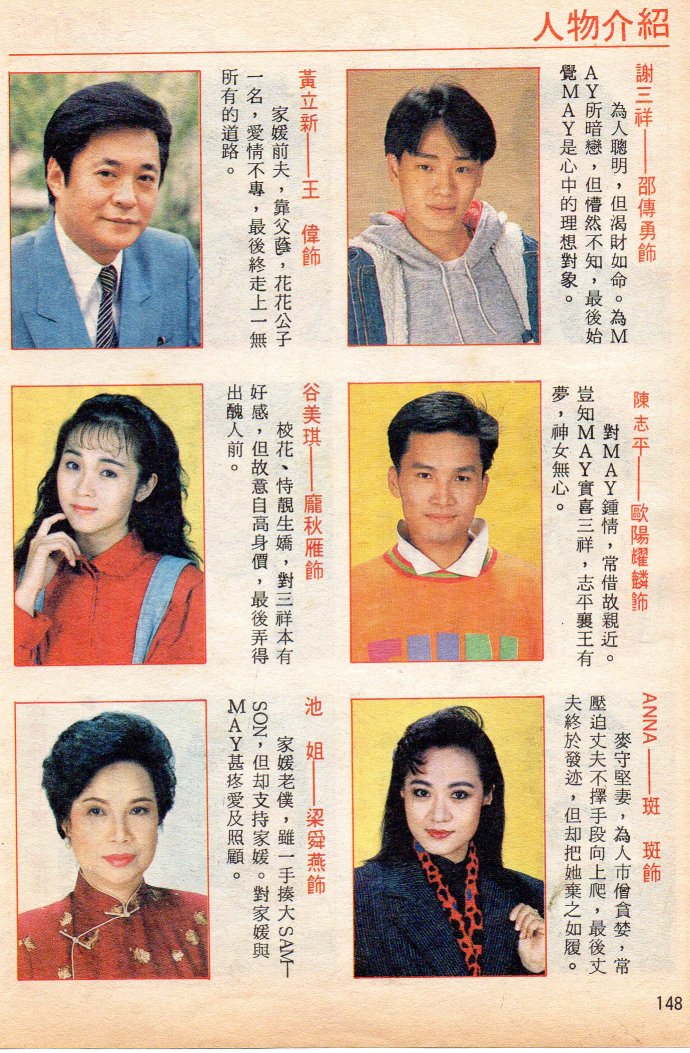 人物介紹
謝三祥——邵傳勇飾
為人聰明，但渴財如命。為M
AY所暗戀，但懵然不知，最後始
覺MAY是心中的理想對象。
黃立新——王　偉飾
家媛前夫，靠父蔭，花花公子
一名，愛情不專，最後終走上一無
所有的道路。
陳志平——歐陽耀麟飾
對MAY鍾情，常借故親近。
豈知MAY實喜三祥，志平襄王有
夢，神女無心。
谷美琪——龐秋雁飾
校花、恃靚生嬌，對三祥本有
好感，但故意自高身價，最後弄得
出醜人前。
ANNA——斑　斑飾
麥守堅妻，為人市儈貪婪，常
壓迫丈夫不擇手段向上爬，最後丈
夫終於發迹，但却把她棄之如履。
池　姐——梁舜燕飾
家媛老僕，雖一手揍大SAM—
SON，但却支持家媛。對家媛與
MAY甚疼愛及照顧。
148